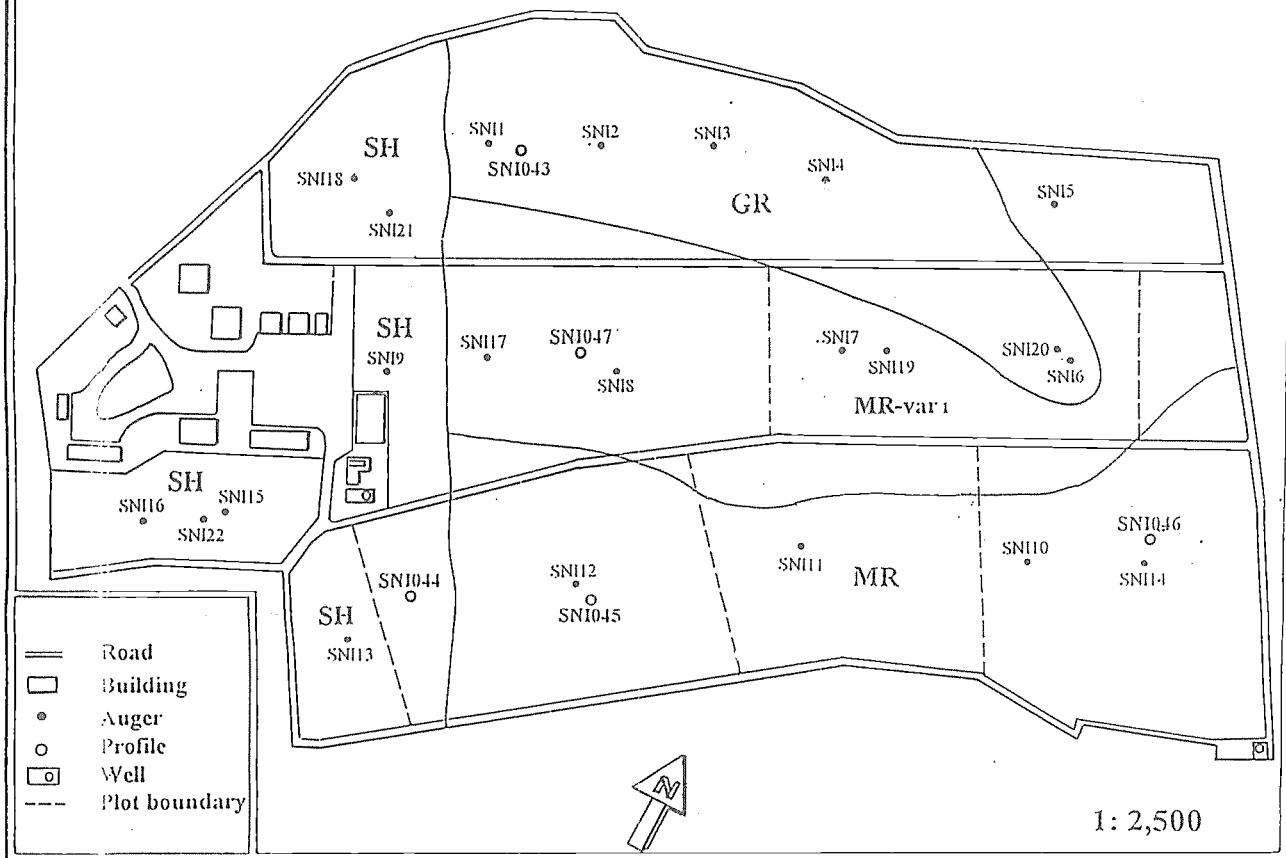 SH
SNI1
SNI2
SNI3
SNI043
SNI18
SNI4
SNI5
GR
SNI21
SH
SNI17
SNI047
SNI7
SNI20
SNI9
SNI8
SNI19
SNI6
MR-var 1
SH
SNI16
SNI15
SNI22
SNI046
SNI11
SNI10
SNI14
MR
SNI044
SNI12
SNI045
SH
SNI13
Road
Building
Auger
Profile
Well
Plot boundary
N
1: 2,500